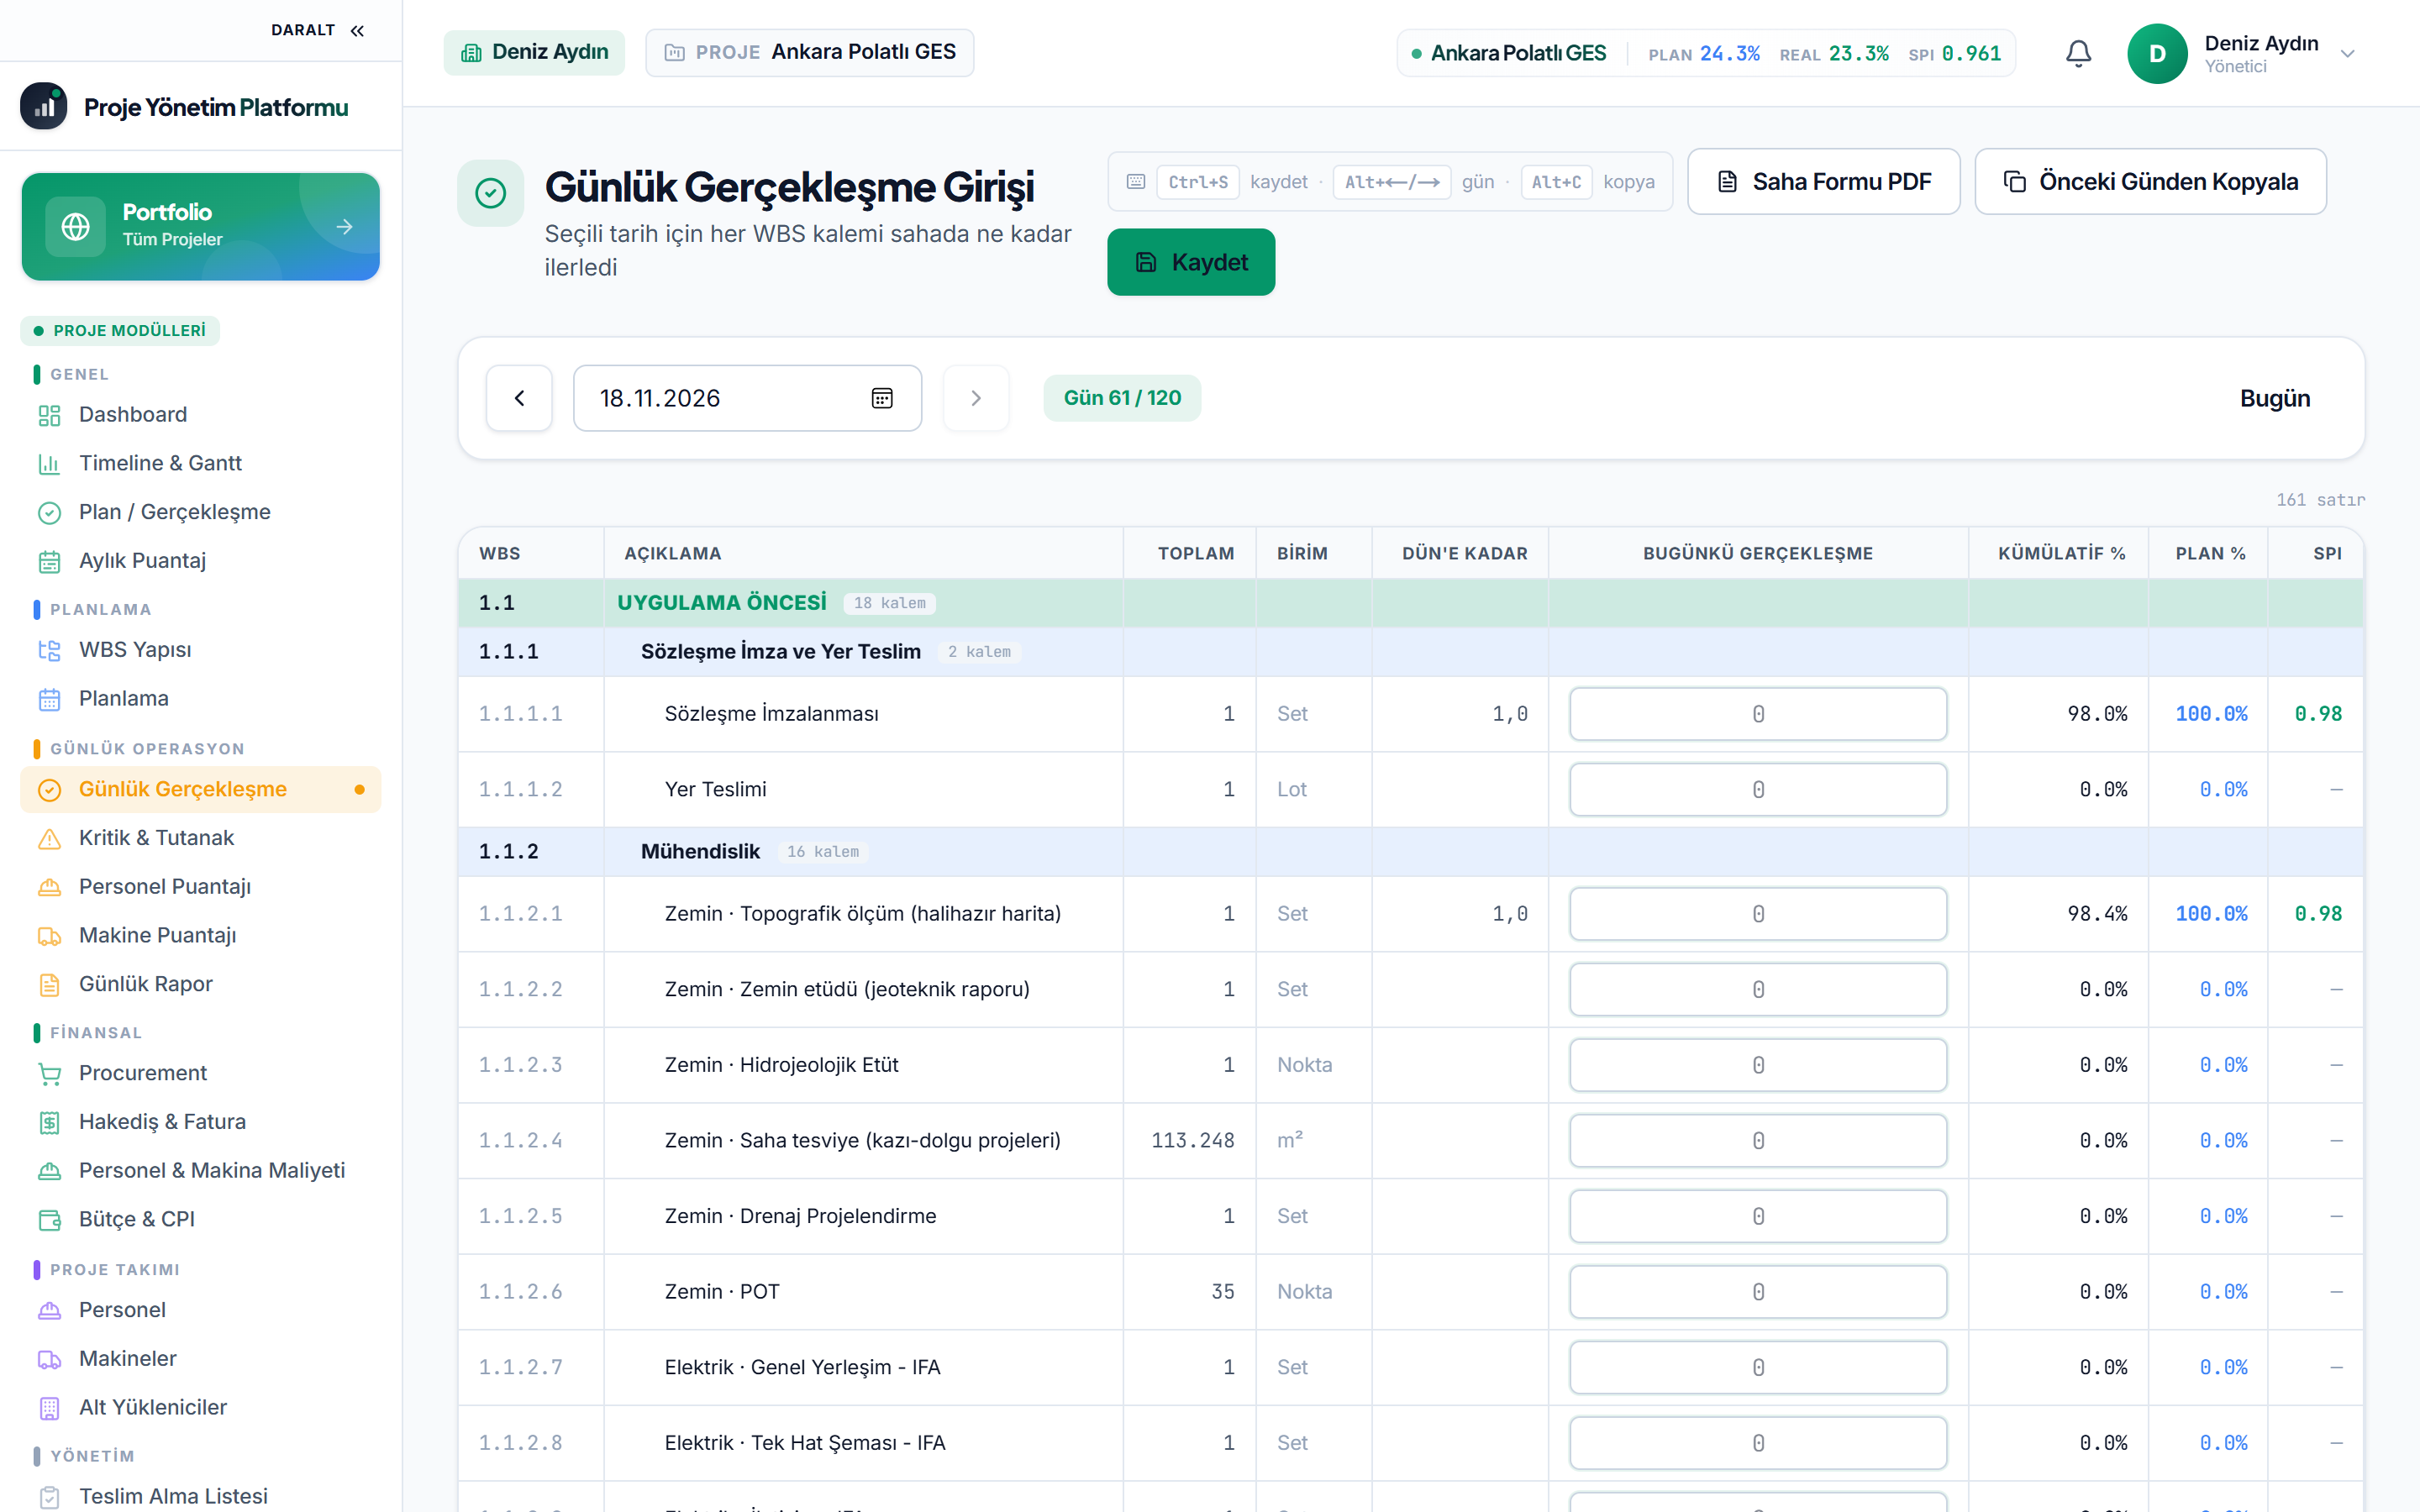 DARALT
Proje Yönetim Platformu
Portfolio
Tüm Projeler
PROJE MODÜLLERİ
GENEL
Dashboard
Timeline & Gantt
Plan / Gerçekleşme
Aylık Puantaj
PLANLAMA
WBS Yapısı
Planlama
GÜNLÜK OPERASYON
Günlük Gerçekleşme
Kritik & Tutanak
Personel Puantajı
Makine Puantajı
Günlük Rapor
FİNANSAL
Procurement
Hakediş & Fatura
Personel & Makina Maliyeti
Bütçe & CPI
PROJE TAKIMI
Personel
Makineler
Alt Yükleniciler
YÖNETİM
Teslim Alma Listesi
Deniz Aydın PROJE Ankara Polatlı GES
Ankara Polatlı GES PLAN 24.3% REAL 23.3% SPI 0.961
D Deniz Aydın
Yönetici
Günlük Gerçekleşme Girişi
Seçili tarih için her WBS kalemi sahada ne kadar
ilerledi
Ctrl+S kaydet · Alt+←/→ gün · Alt+C kopya
Saha Formu PDF
Önceki Günden Kopyala
Kaydet
18.11.2026 Gün 61 / 120 Bugün
161 satır
WBS AÇIKLAMA TOPLAM BİRİM DÜN'E KADAR BUGÜNKÜ GERÇEKLEŞME KÜMÜLATİF % PLAN % SPI
1.1 UYGULAMA ÖNCESİ 18 kalem
1.1.1 Sözleşme İmza ve Yer Teslim 2 kalem
1.1.1.1 Sözleşme İmzalanması 1 Set 1,0 0 98.0% 100.0% 0.98
1.1.1.2 Yer Teslimi 1 Lot 0 0.0% 0.0% —
1.1.2 Mühendislik 16 kalem
1.1.2.1 Zemin · Topografik ölçüm (halihazır harita) 1 Set 1,0 0 98.4% 100.0% 0.98
1.1.2.2 Zemin · Zemin etüdü (jeoteknik raporu) 1 Set 0 0.0% 0.0% —
1.1.2.3 Zemin · Hidrojeolojik Etüt 1 Nokta 0 0.0% 0.0% —
1.1.2.4 Zemin · Saha tesviye (kazı-dolgu projeleri) 113.248 m² 0 0.0% 0.0% —
1.1.2.5 Zemin · Drenaj Projelendirme 1 Set 0 0.0% 0.0% —
1.1.2.6 Zemin · POT 35 Nokta 0 0.0% 0.0% —
1.1.2.7 Elektrik · Genel Yerleşim - IFA 1 Set 0 0.0% 0.0% —
1.1.2.8 Elektrik · Tek Hat Şeması - IFA 1 Set 0 0.0% 0.0% —